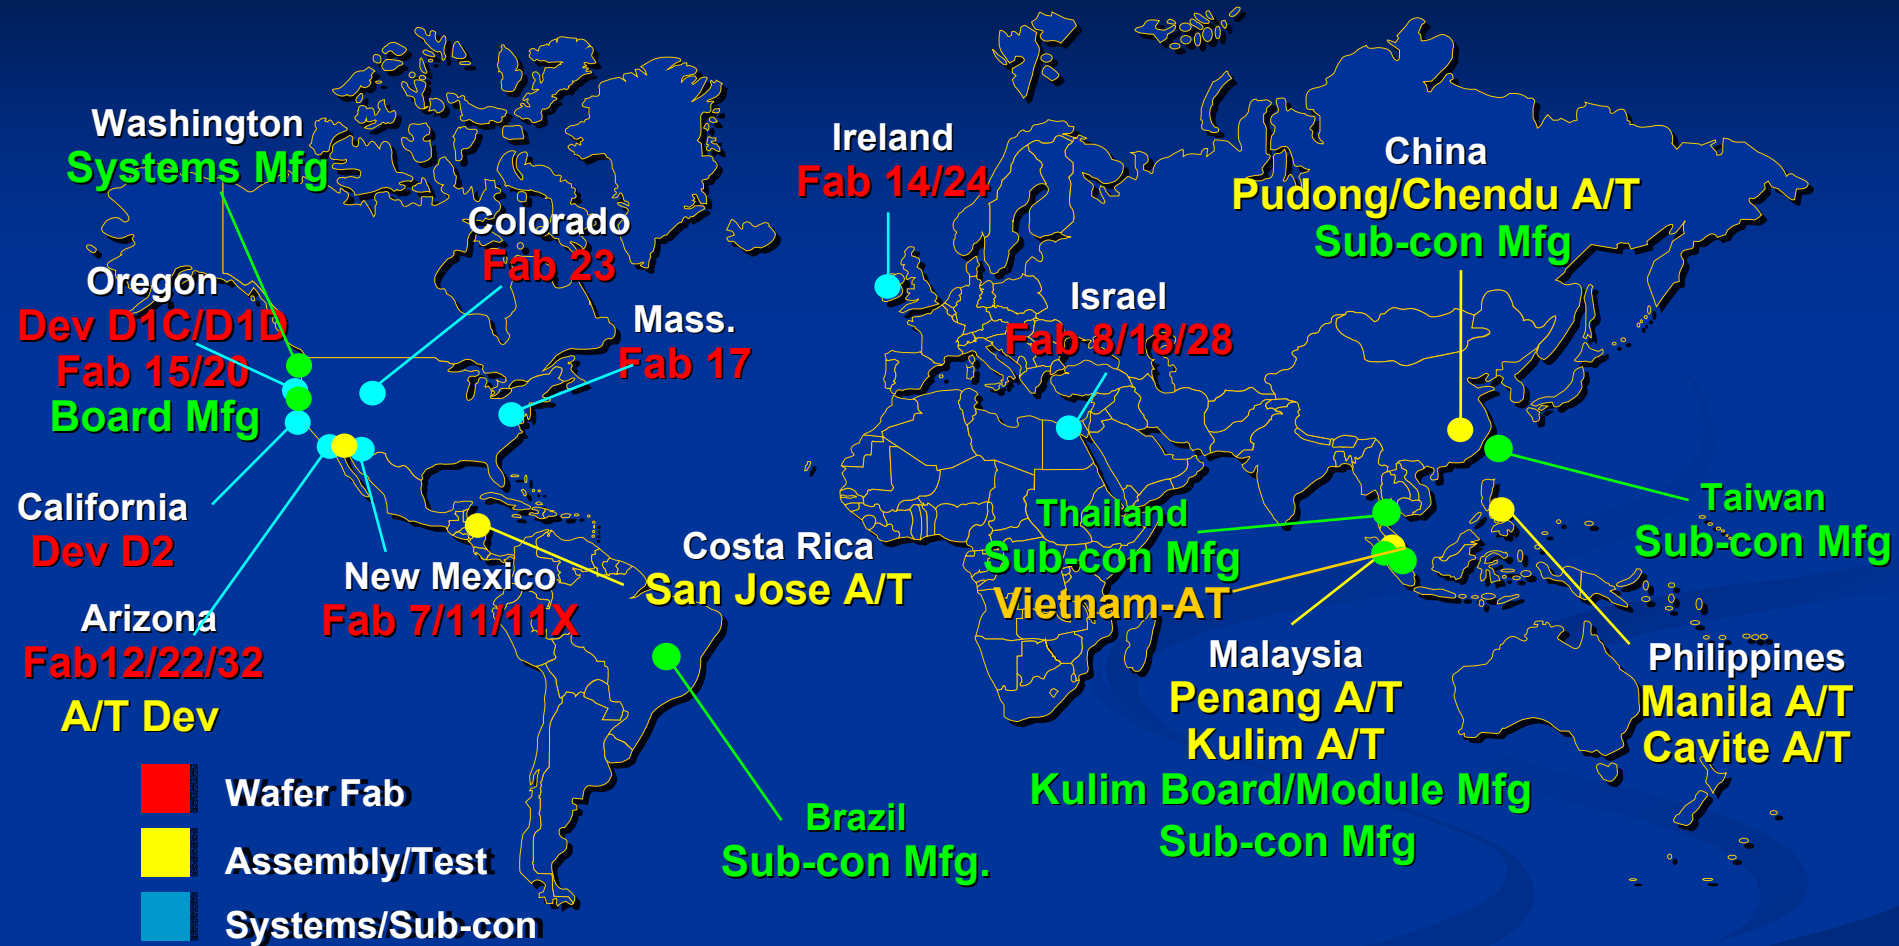 Washington
Systems Mfg
Colorado
Fab 23
Oregon
Dev D1C/D1D
Fab 15/20
Board Mfg
Mass.
Fab 17
California
Dev D2
Arizona
Fab12/22/32
A/T Dev
New Mexico
Fab 7/11/11X
Costa Rica
San Jose A/T
Brazil
Sub-con Mfg.
Ireland
Fab 14/24
Israel
Fab 8/18/28
China
Pudong/Chendu A/T
Sub-con Mfg
Thailand
Sub-con Mfg
Vietnam-AT
Taiwan
Sub-con Mfg
Malaysia
Penang A/T
Kulim A/T
Kulim Board/Module Mfg
Sub-con Mfg
Philippines
Manila A/T
Cavite A/T
Wafer Fab
Assembly/Test
Systems/Sub-con